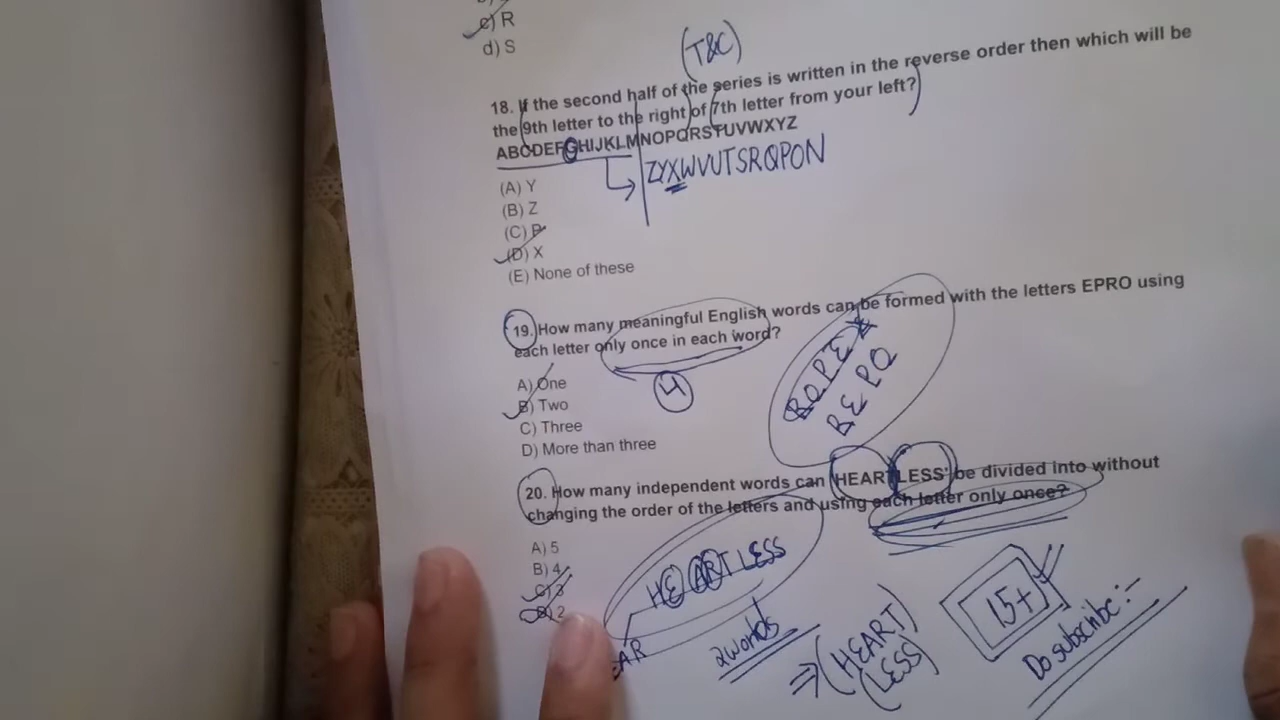 c) R
d) S
(T&C)
18. If the second half of the series is written in the reverse order then which will be
the 9th letter to the right of 7th letter from your left?
ABCDEFGHIJKLMNOPQRSTUVWXYZ
ZYXWVUTSRQPON
(A) Y
(B) Z
(C) P
(D) X
(E) None of these
19. How many meaningful English words can be formed with the letters EPRO using
each letter only once in each word?
A) One
B) Two
C) Three
D) More than three
4
ROPE
REPO
20. How many independent words can 'HEARTLESS' be divided into without
changing the order of the letters and using each letter only once?
A) 5
B) 4
C) 3
D) 2
HEARTLESS
2 words
⇒ (HEART)
(LESS)
15+
Do subscribe:-